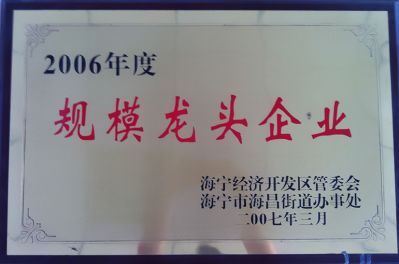 2006年度
规模龙头企业
海宁经济开发区管委会
海宁市海昌街道办事处
二00七年三月